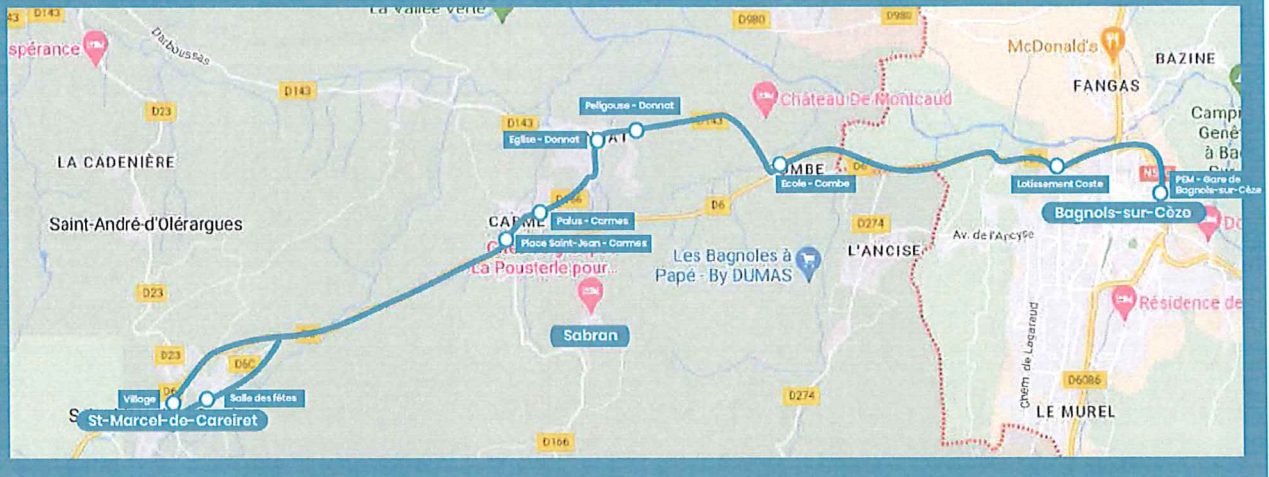 43
D143
La Vallée Verte
D980
D980
spérance
Darboussas
McDonald's
BAZINE
FANGAS
D143
D23
Château De Montcaud
Peligouse - Donnat
D143
D143
Campi
Genê
à Ba
Eglise - Donnat
LA CADENIÈRE
D6
Ecole - Combe
Lotissement Coste
PEM - Gare de
Bagnols-sur-Cèze
Saint-André-d'Olérargues
D6
Palus - Carmes
Bagnols-sur-Cèze
D274
Av. de l'Ancyse
Place Saint-Jean - Carmes
L'ANCISE
Les Bagnoles à
Papé - By DUMAS
La Pousterle pour...
D23
Résidence de
Sabran
Chem. de Lagaraud
D23
D6C
D6086
Village
Salle des fêtes
D274
LE MUREL
St-Marcel-de-Careiret
D166